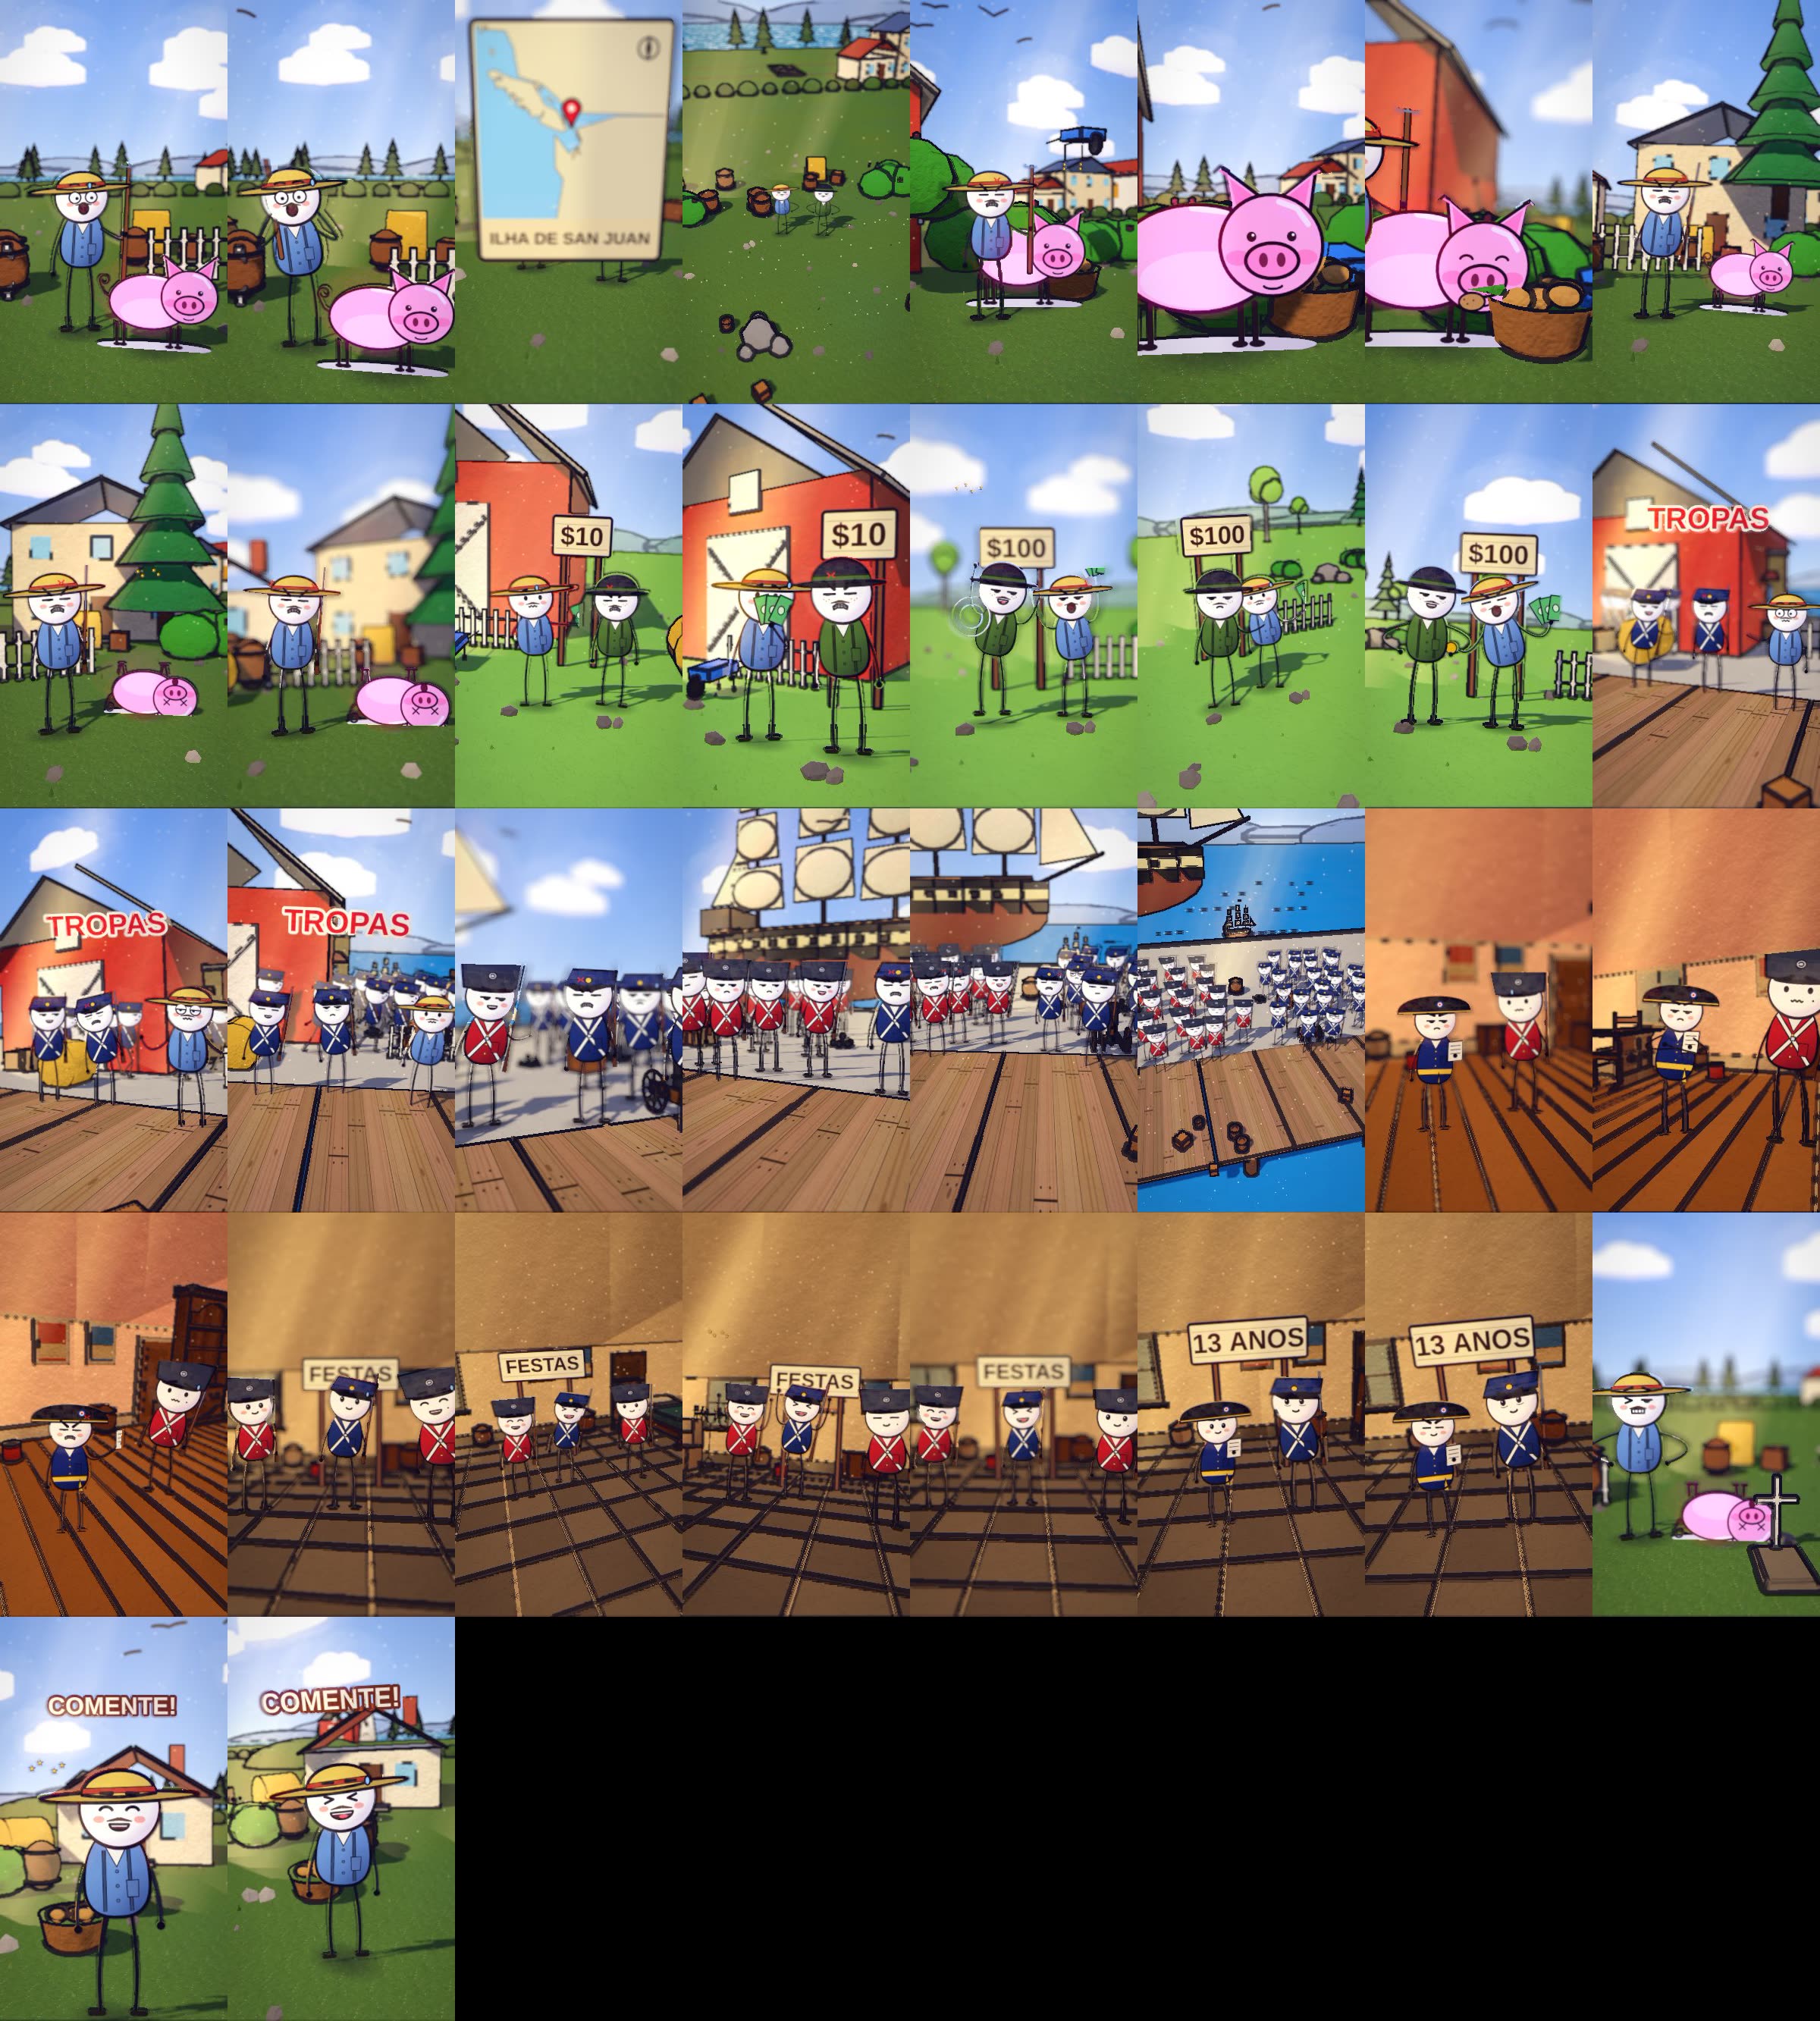 ILHA DE SAN JUAN
$10
$10
$100
$100
$100
TROPAS
TROPAS
TROPAS
FESTAS
FESTAS
FESTAS
FESTAS
13 ANOS
13 ANOS
COMENTE!
COMENTE!